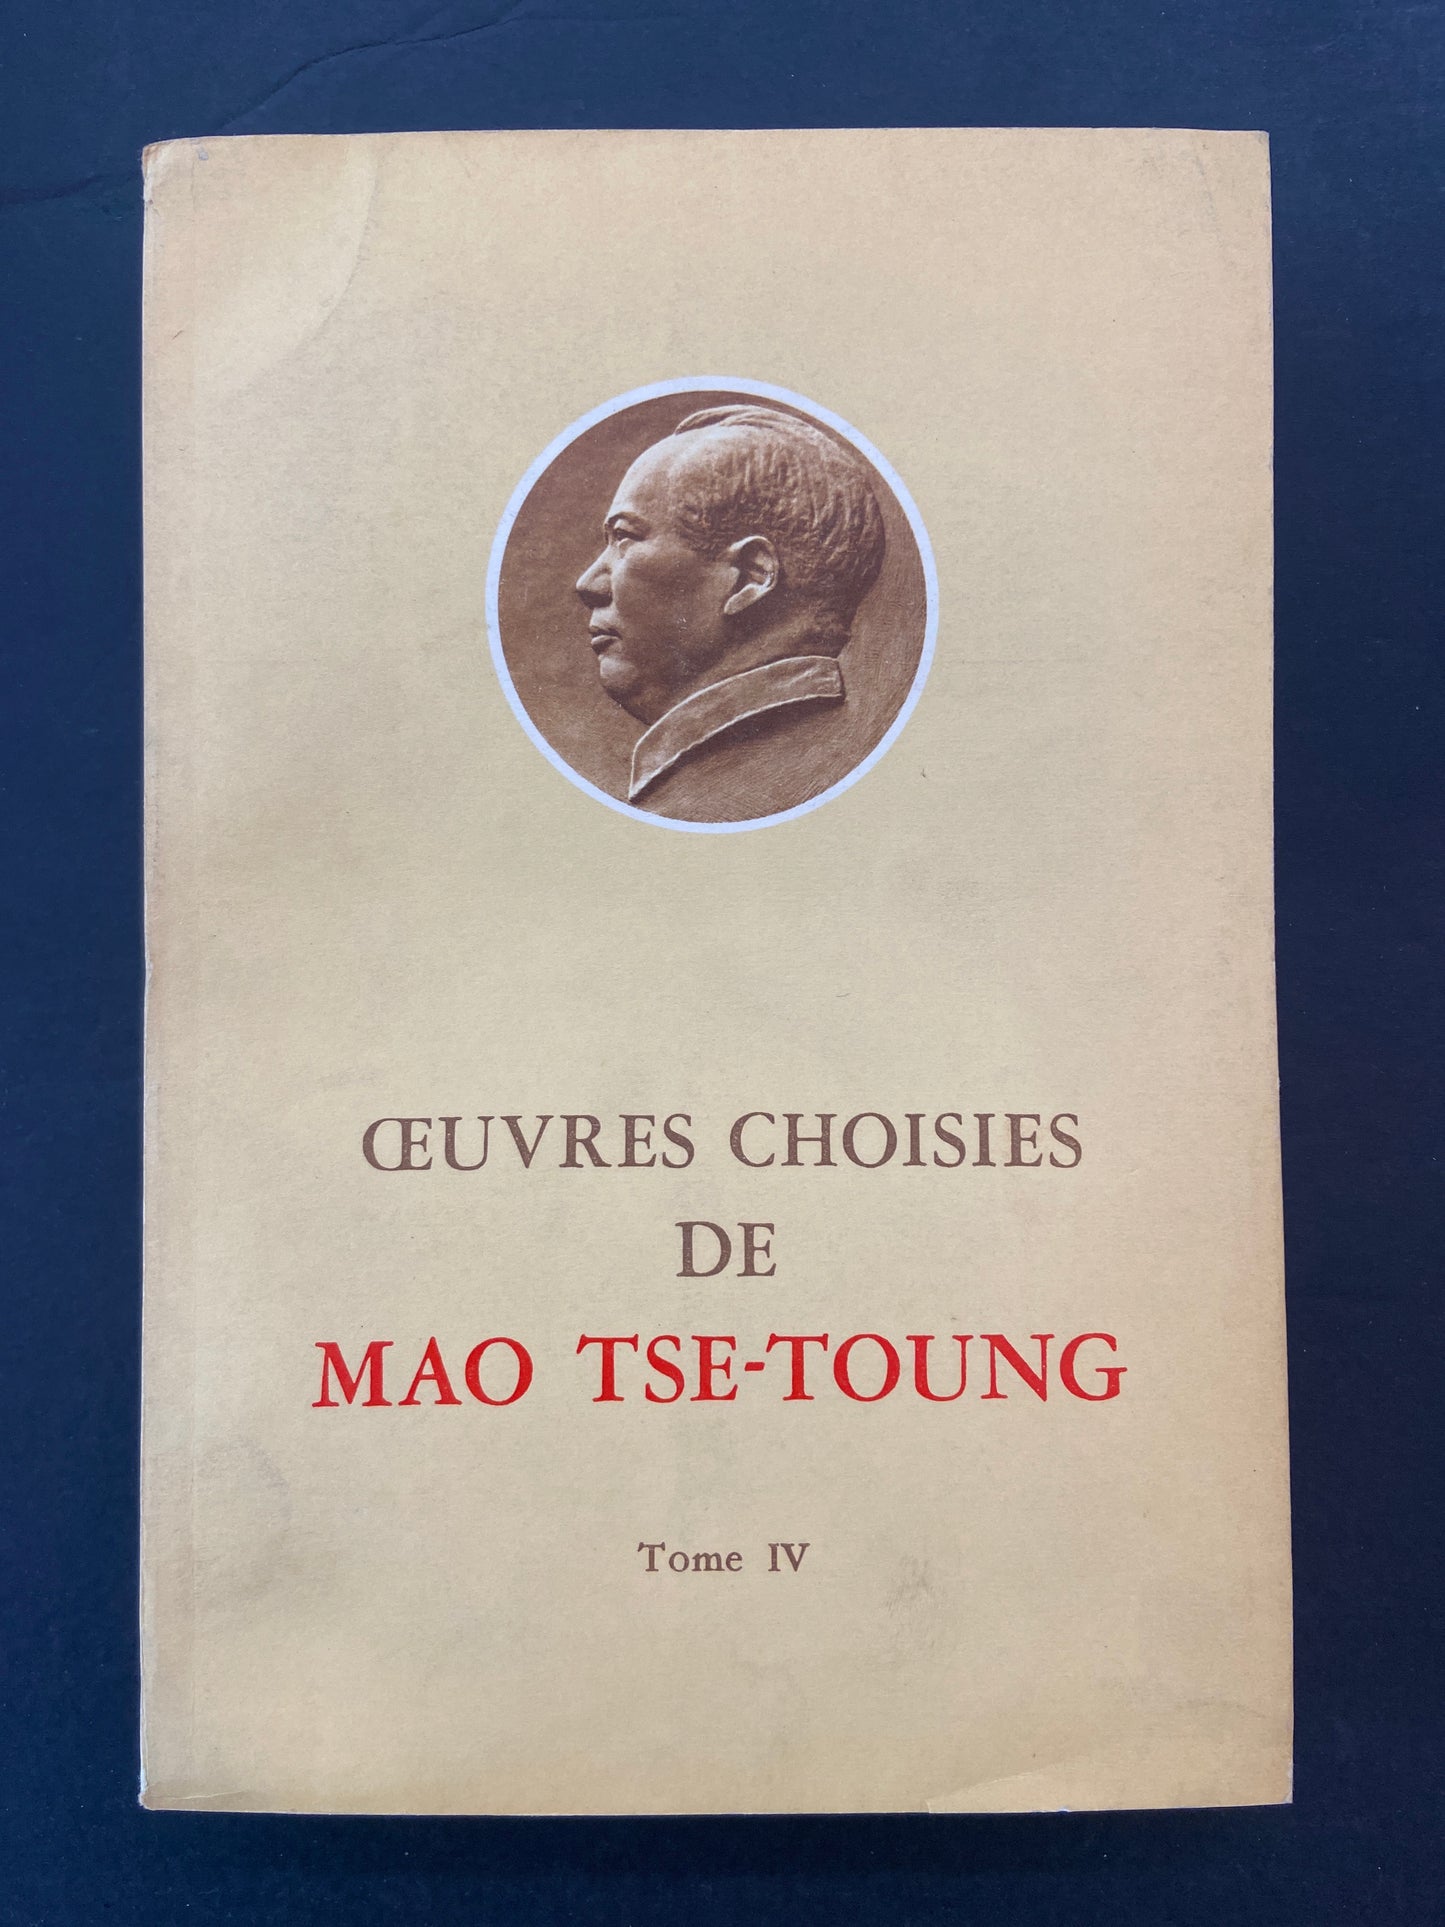 ŒUVRES CHOISIES
DE
MAO TSE-TOUNG
Tome IV